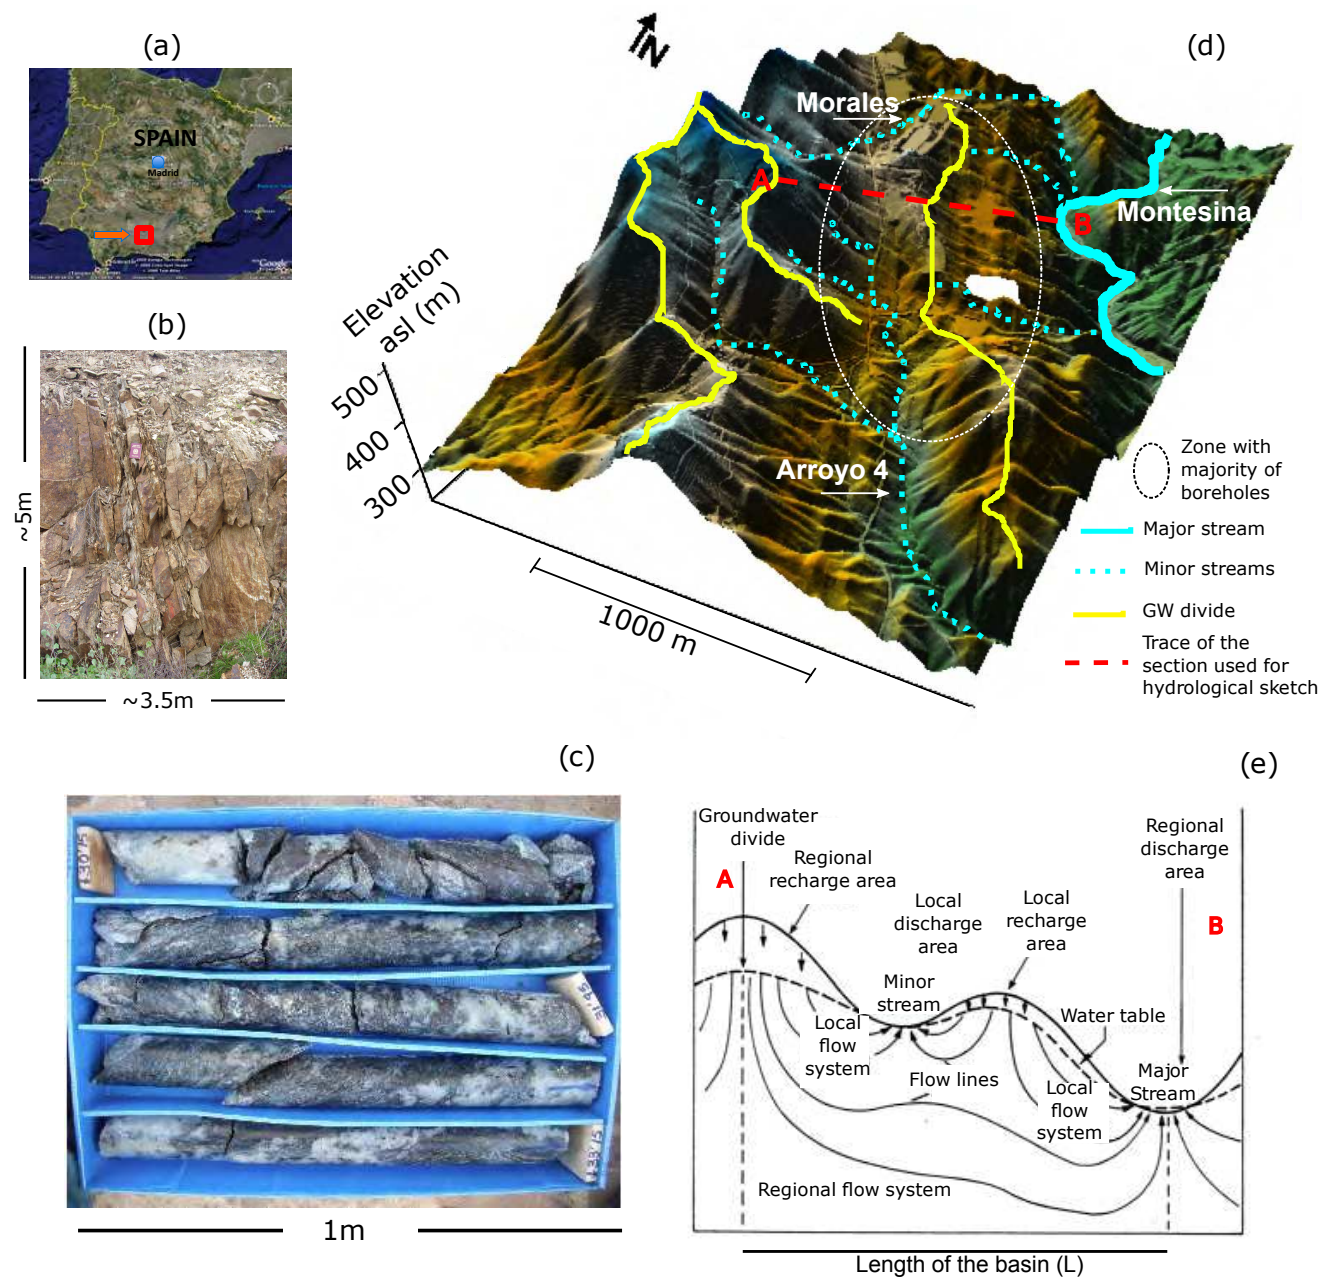 (a)
SPAIN
Madrid
Google
(b)
~5m
~3.5m
(c)
1m
(d)
N
Morales
A
B
Montesina
Elevation
asl (m)
500
400
300
Arroyo 4
1000 m
Zone with
majority of
boreholes
Major stream
Minor streams
GW divide
Trace of the
section used for
hydrological sketch
(e)
Groundwater
divide
A
Regional
recharge area
Local
discharge
area
Local
recharge
area
Regional
discharge
area
B
Minor
stream
Water table
Local
flow
system
Flow lines
Local
flow
system
Major
Stream
Regional flow system
Length of the basin (L)